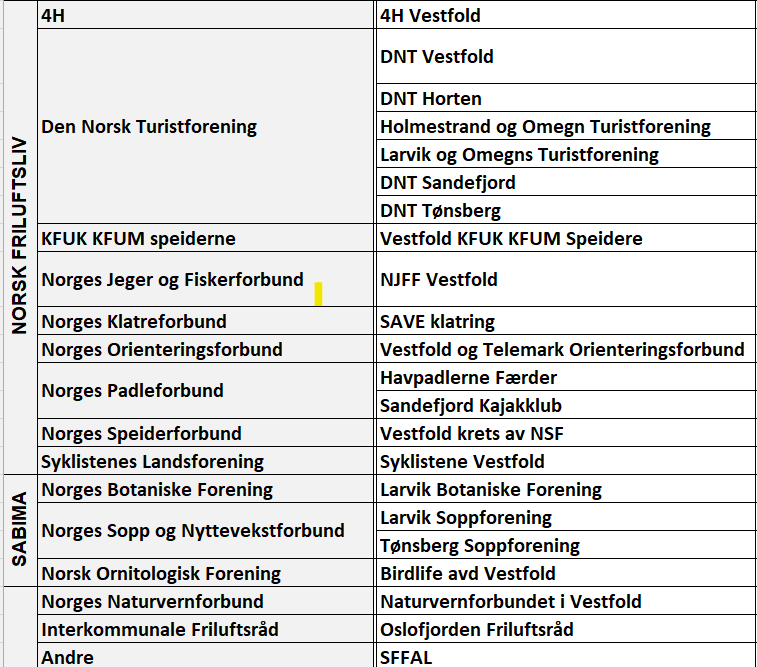 NORSK FRILUFTSLIV
4H
4H Vestfold
Den Norsk Turistforening
DNT Vestfold
DNT Horten
Holmestrand og Omegn Turistforening
Larvik og Omegns Turistforening
DNT Sandefjord
DNT Tønsberg
KFUK KFUM speiderne
Vestfold KFUK KFUM Speidere
Norges Jeger og Fiskerforbund
NJFF Vestfold
Norges Klatreforbund
SAVE klatring
Norges Orienteringsforbund
Vestfold og Telemark Orienteringsforbund
Norges Padleforbund
Havpadlerne Færder
Sandefjord Kajakklub
Norges Speiderforbund
Vestfold krets av NSF
Syklistenes Landsforening
Syklistene Vestfold
SABIMA
Norges Botaniske Forening
Larvik Botaniske Forening
Norges Sopp og Nyttevekstforbund
Larvik Soppforening
Tønsberg Soppforening
Norsk Ornitologisk Forening
Birdlife avd Vestfold
Norges Naturvernforbund
Naturvernforbundet i Vestfold
Interkommunale Friluftsråd
Oslofjorden Friluftsråd
Andre
SFFAL